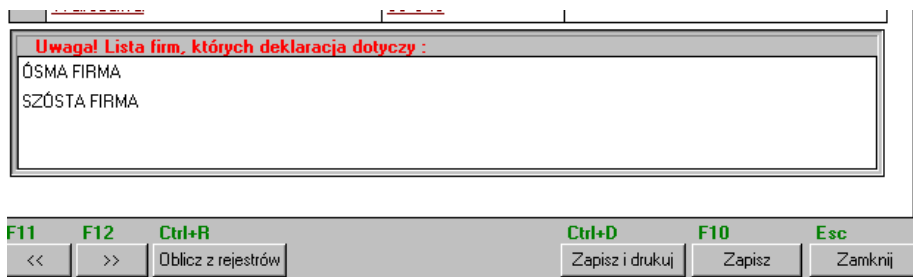 Uwaga! Lista firm, których deklaracja dotyczy :
ÓSMA FIRMA
SZÓSTA FIRMA
F11 F12 Ctrl+R Ctrl+D F10 Esc
<< >> Oblicz z rejestrów Zapisz i drukuj Zapisz Zamknij